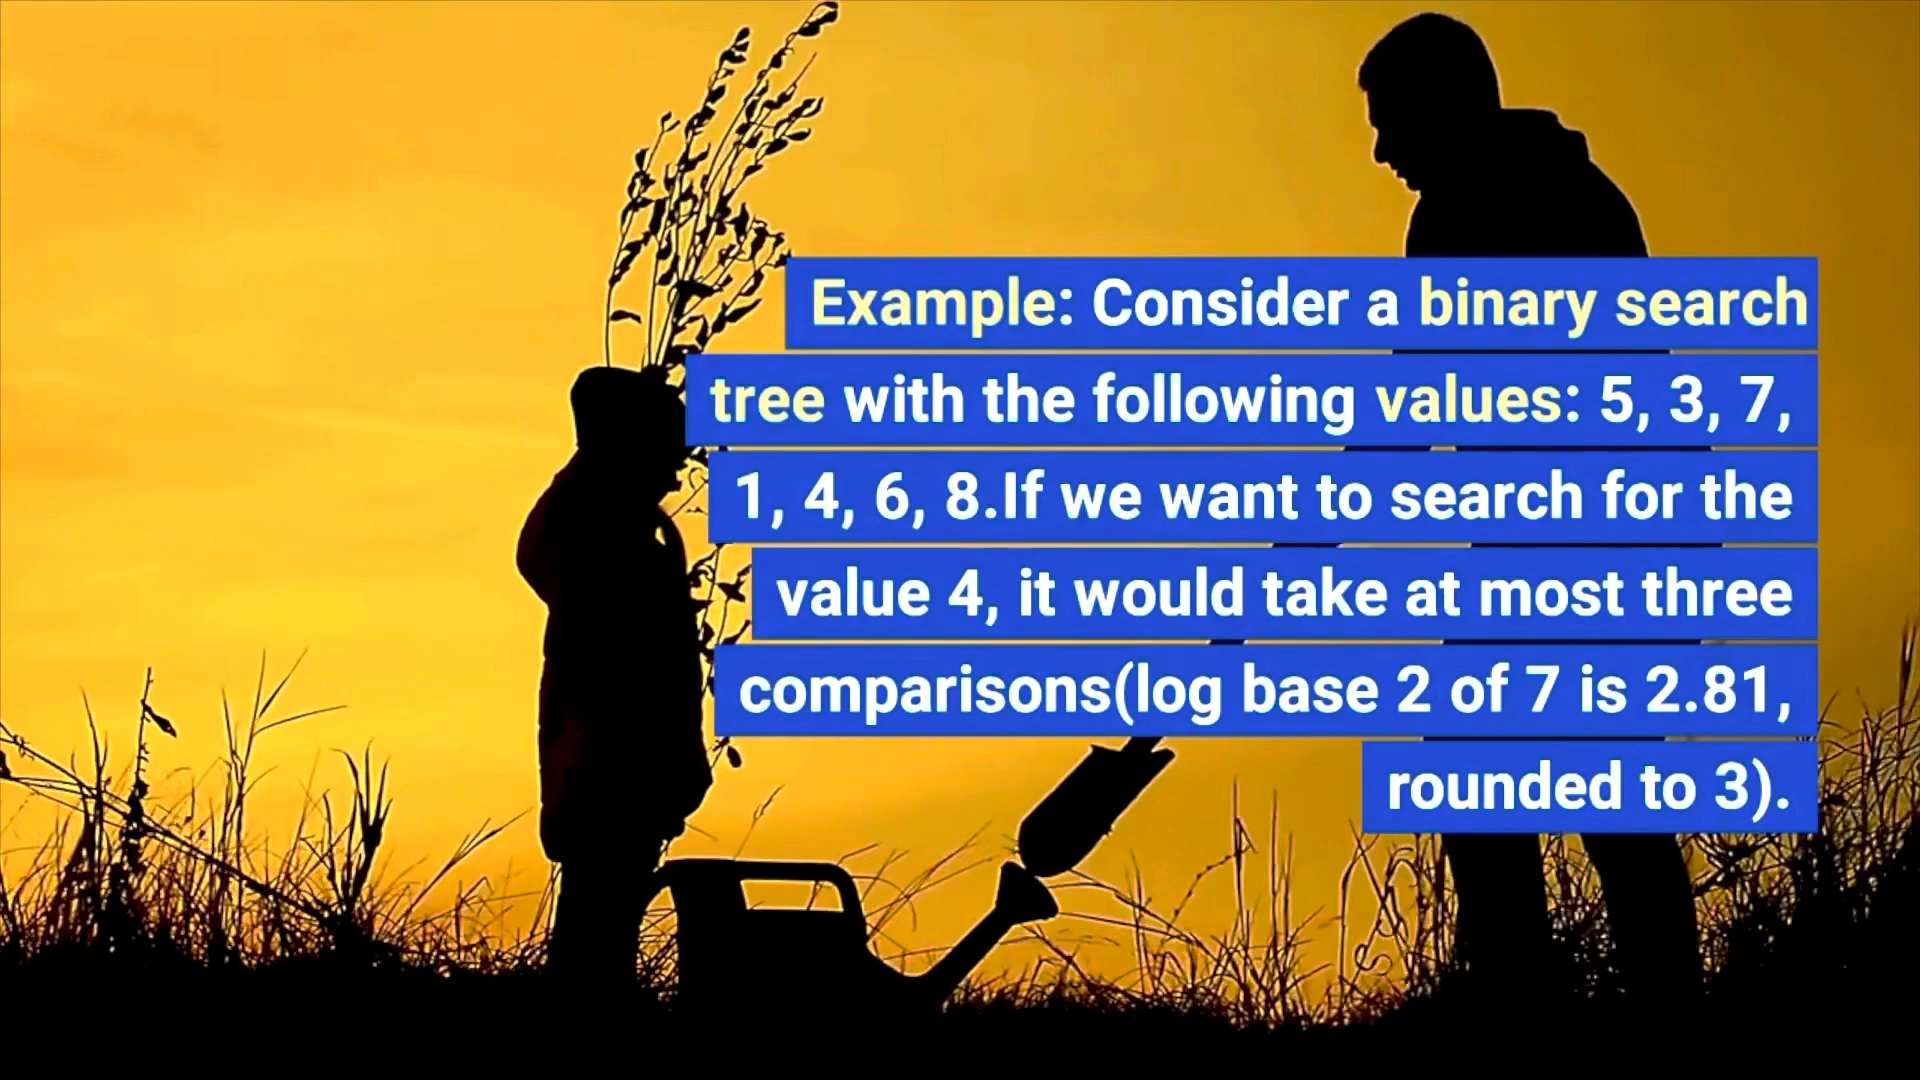 Example: Consider a binary search
tree with the following values: 5, 3, 7,
1, 4, 6, 8.If we want to search for the
value 4, it would take at most three
comparisons(log base 2 of 7 is 2.81,
rounded to 3).